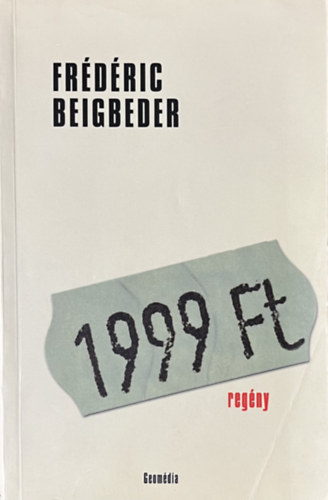 FRÉDÉRIC
BEIGBEDER
1999 Ft
regény
Geomédia